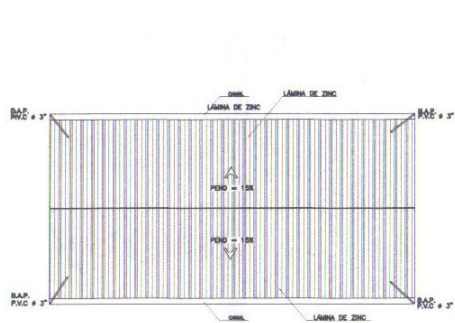 CANAL
LÁMINA DE ZINC
LÁMINA DE ZINC
B.A.P.
P.V.C ø 3"
B.A.P.
P.V.C ø 3"
PEND = 15%
PEND = 15%
B.A.P.
P.V.C ø 3"
B.A.P.
P.V.C ø 3"
CANAL
LÁMINA DE ZINC